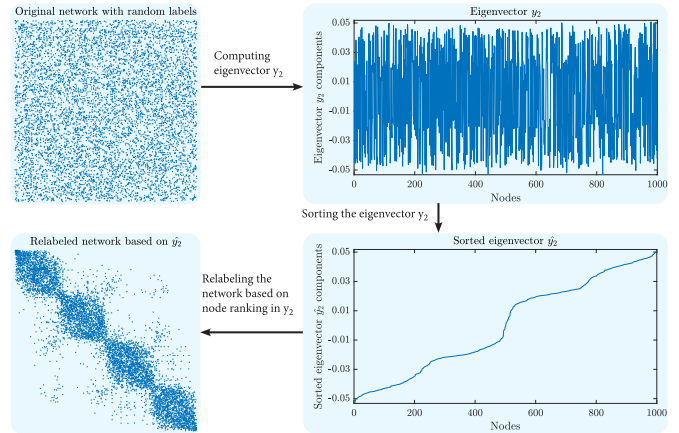 Original network with random labels
Computing
eigenvector y₂
Eigenvector y₂
Eigenvector y₂ components
0.05
0.03
0.01
-0.01
-0.03
-0.05
0
200
400
600
800
1000
Nodes
Sorting the eigenvector y₂
Sorted eigenvector ŷ₂
Sorted eigenvector ŷ₂ components
0.05
0.03
0.01
-0.01
-0.03
-0.05
0
200
400
600
800
1000
Nodes
Relabeling the
network based on
node ranking in y₂
Relabeled network based on ŷ₂